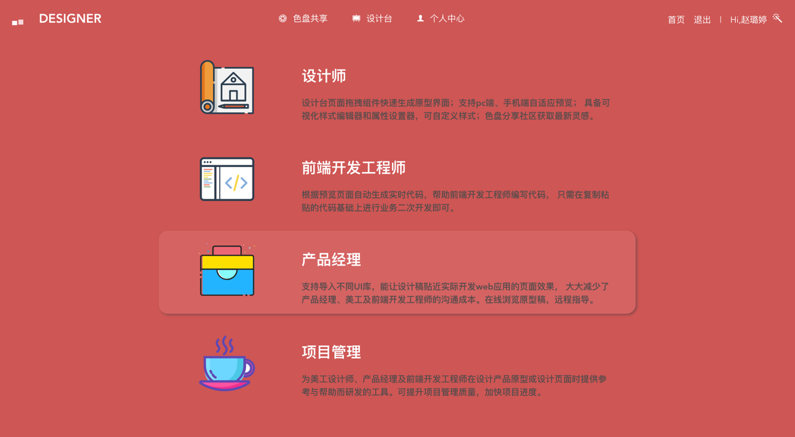 DESIGNER
色盘共享 设计台 个人中心
首页 退出 | Hi,赵璐婷
设计师
设计台页面拖拽组件快速生成原型界面；支持pc端、手机端自适应预览； 具备可
视化样式编辑器和属性设置器，可自定义样式；色盘分享社区获取最新灵感。
前端开发工程师
根据预览页面自动生成实时代码，帮助前端开发工程师编写代码， 只需在复制粘
贴的代码基础上进行业务二次开发即可。
产品经理
支持导入不同UI库，能让设计稿贴近实际开发web应用的页面效果， 大大减少了
产品经理、美工及前端开发工程师的沟通成本。在线浏览原型稿，远程指导。
项目管理
为美工设计师、产品经理及前端开发工程师在设计产品原型或设计页面时提供参
考与帮助而研发的工具。可提升项目管理质量，加快项目进度。